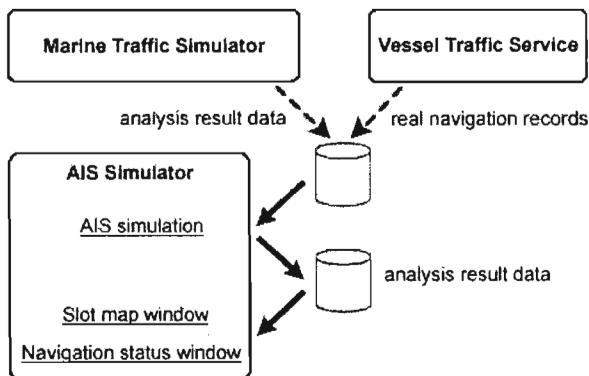 Marine Traffic Simulator
Vessel Traffic Service
analysis result data
real navigation records
AIS Simulator
AIS simulation
analysis result data
Slot map window
Navigation status window